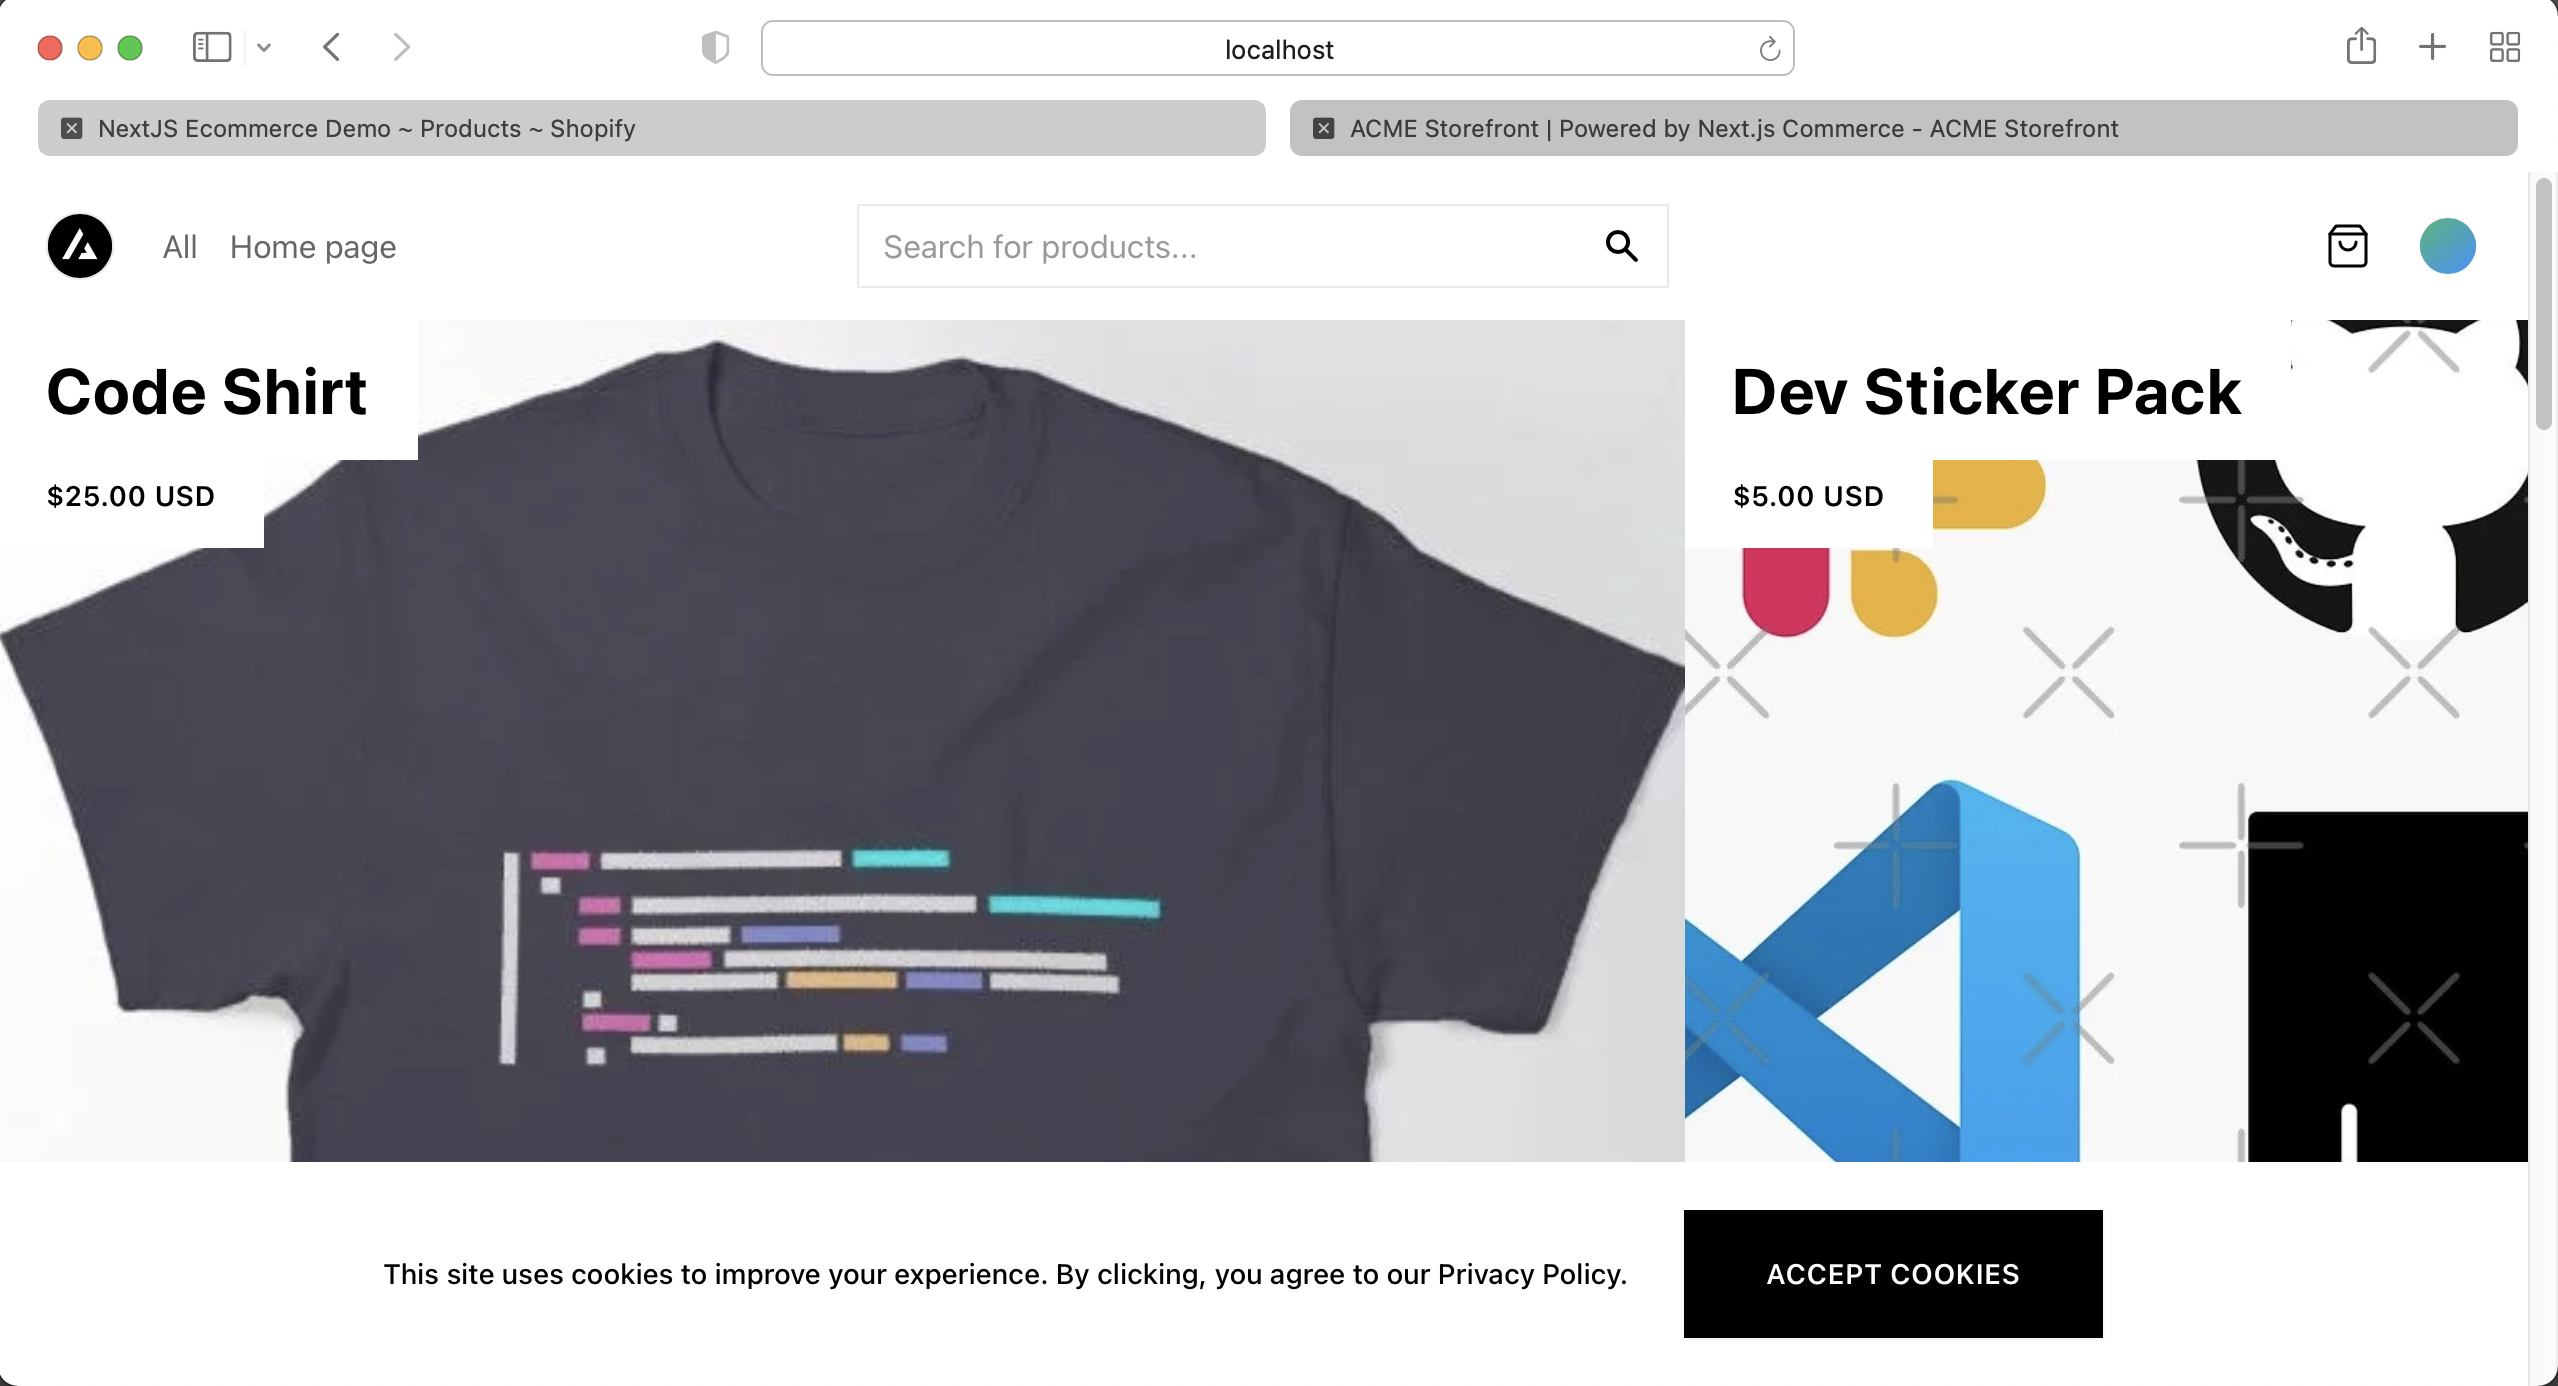 localhost
NextJS Ecommerce Demo ~ Products ~ Shopify
ACME Storefront | Powered by Next.js Commerce - ACME Storefront
All
Home page
Search for products...
Code Shirt
$25.00 USD
Dev Sticker Pack
$5.00 USD
This site uses cookies to improve your experience. By clicking, you agree to our Privacy Policy.
ACCEPT COOKIES